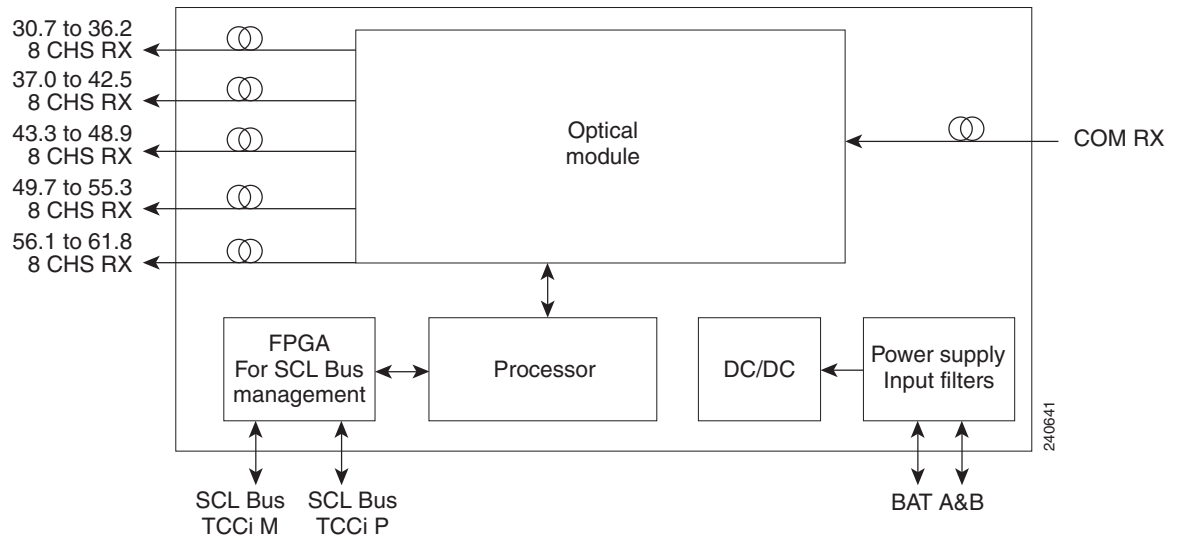 30.7 to 36.2
8 CHS RX
37.0 to 42.5
8 CHS RX
43.3 to 48.9
8 CHS RX
49.7 to 55.3
8 CHS RX
56.1 to 61.8
8 CHS RX
Optical
module
COM RX
FPGA
For SCL Bus
management
Processor
DC/DC
Power supply
Input filters
240641
SCL Bus
TCCi M
SCL Bus
TCCi P
BAT A&B